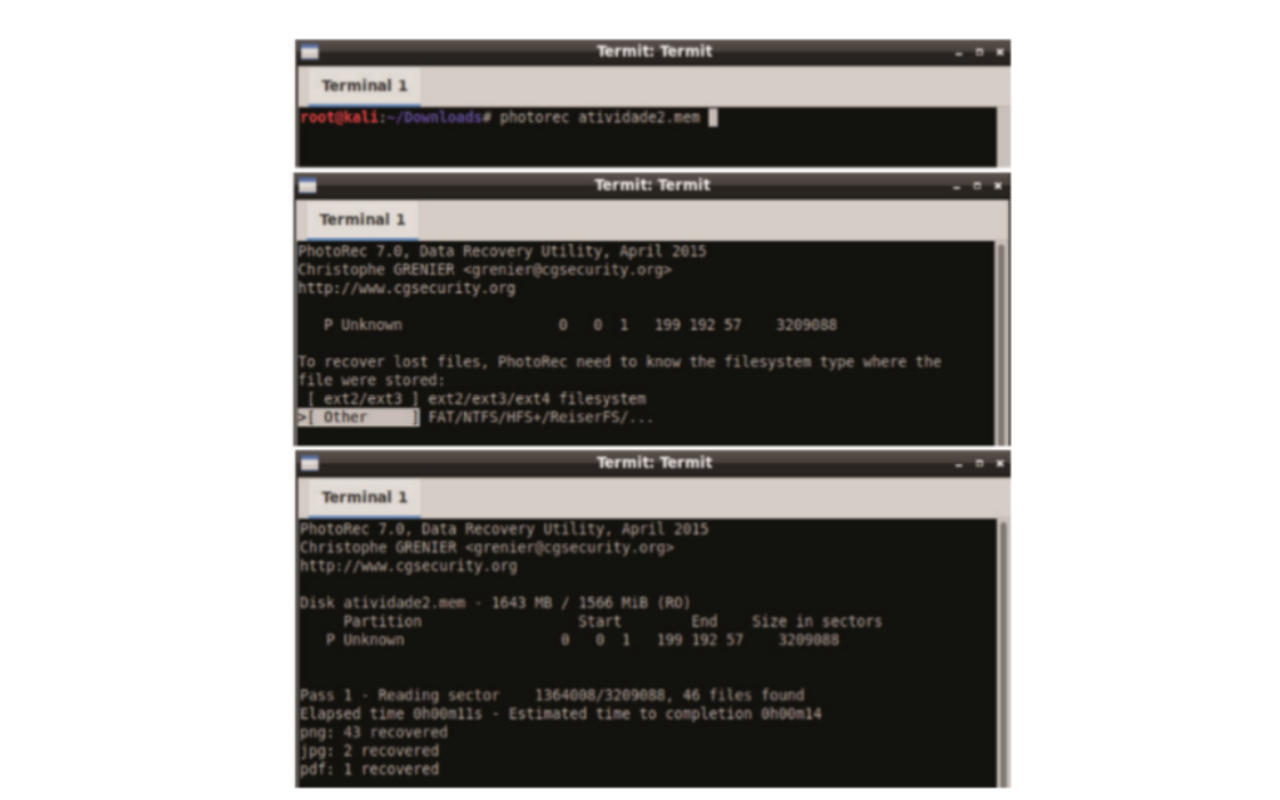 Termit: Termit
Terminal 1
root@kali:~/Downloads# photorec atividade2.mem
Termit: Termit
Terminal 1
PhotoRec 7.0, Data Recovery Utility, April 2015
Christophe GRENIER <grenier@cgsecurity.org>
http://www.cgsecurity.org
P Unknown 0 0 1 199 192 57 3209088
To recover lost files, PhotoRec need to know the filesystem type where the
file were stored:
[ ext2/ext3 ] ext2/ext3/ext4 filesystem
>[ Other ] FAT/NTFS/HFS+/ReiserFS/...
Termit: Termit
Terminal 1
PhotoRec 7.0, Data Recovery Utility, April 2015
Christophe GRENIER <grenier@cgsecurity.org>
http://www.cgsecurity.org
Disk atividade2.mem - 1643 MB / 1566 MiB (RO)
Partition Start End Size in sectors
P Unknown 0 0 1 199 192 57 3209088
Pass 1 - Reading sector 1364008/3209088, 46 files found
Elapsed time 0h00m11s - Estimated time to completion 0h00m14
png: 43 recovered
jpg: 2 recovered
pdf: 1 recovered